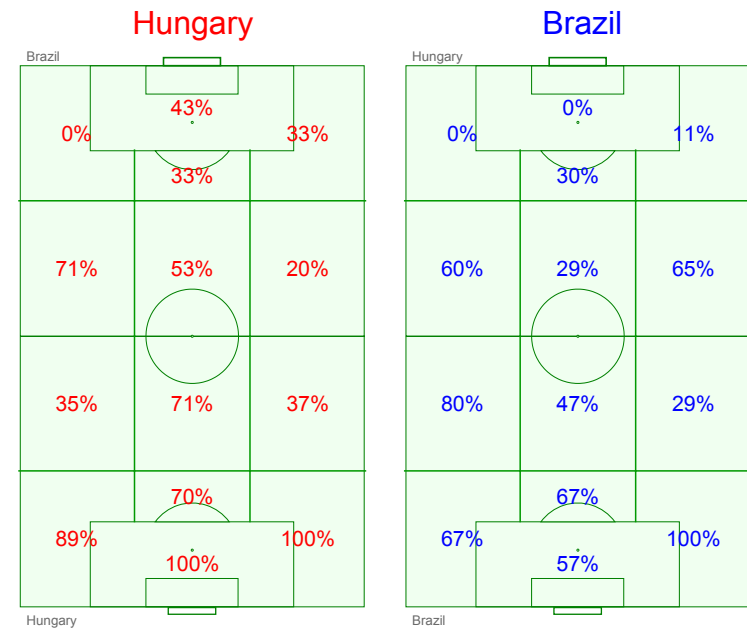 Hungary Brazil
Brazil Hungary
43% 0%
0% 33% 0% 11%
33% 30%
71% 53% 20% 60% 29% 65%
35% 71% 37% 80% 47% 29%
70% 67%
89% 100% 67% 100%
100% 57%
Hungary Brazil